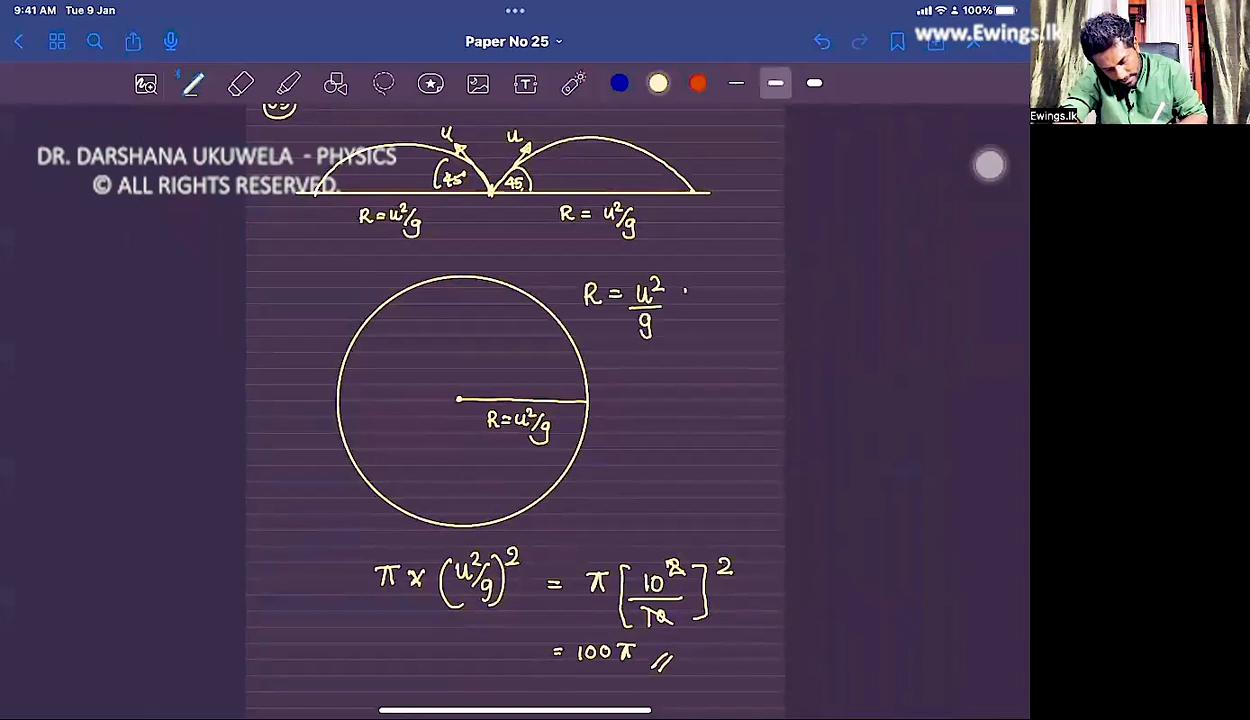 9:41 AM Tue 9 Jan
100%
Paper No 25
www.Ewings.lk
Ewings.lk
DR. DARSHANA UKUWELA - PHYSICS
© ALL RIGHTS RESERVED.
u u
45° 45
R = u²/g R = u²/g
R = u²/g
R = u²/g
π × (u²/g)² = π [10²/10]²
= 100 π //